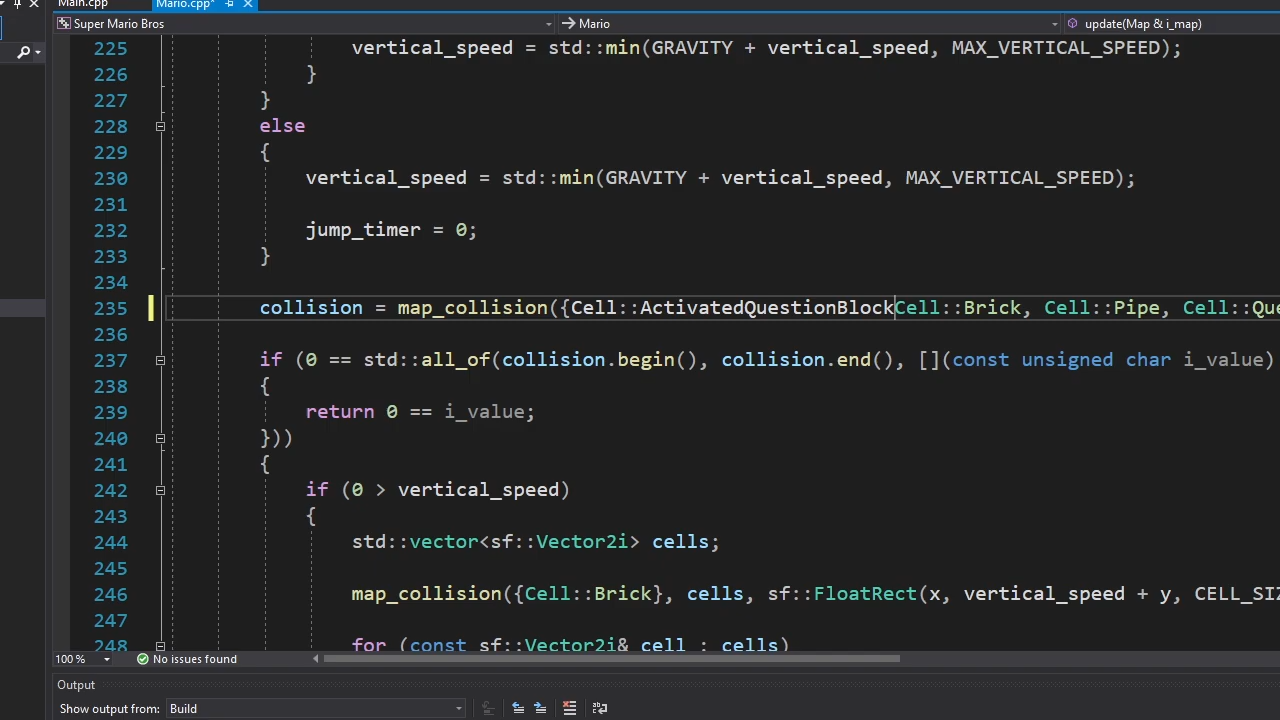 Main.cpp Mario.cpp*
Super Mario Bros Mario update(Map & i_map)
225 vertical_speed = std::min(GRAVITY + vertical_speed, MAX_VERTICAL_SPEED);
226 }
227 }
228 else
229 {
230 vertical_speed = std::min(GRAVITY + vertical_speed, MAX_VERTICAL_SPEED);
231
232 jump_timer = 0;
233 }
234
235 collision = map_collision({Cell::ActivatedQuestionBlockCell::Brick, Cell::Pipe, Cell::Que
236
237 if (0 == std::all_of(collision.begin(), collision.end(), [](const unsigned char i_value)
238 {
239 return 0 == i_value;
240 }))
241 {
242 if (0 > vertical_speed)
243 {
244 std::vector<sf::Vector2i> cells;
245
246 map_collision({Cell::Brick}, cells, sf::FloatRect(x, vertical_speed + y, CELL_SIZ
247
248 for (const sf::Vector2i& cell : cells)
100 % No issues found
Output
Show output from: Build